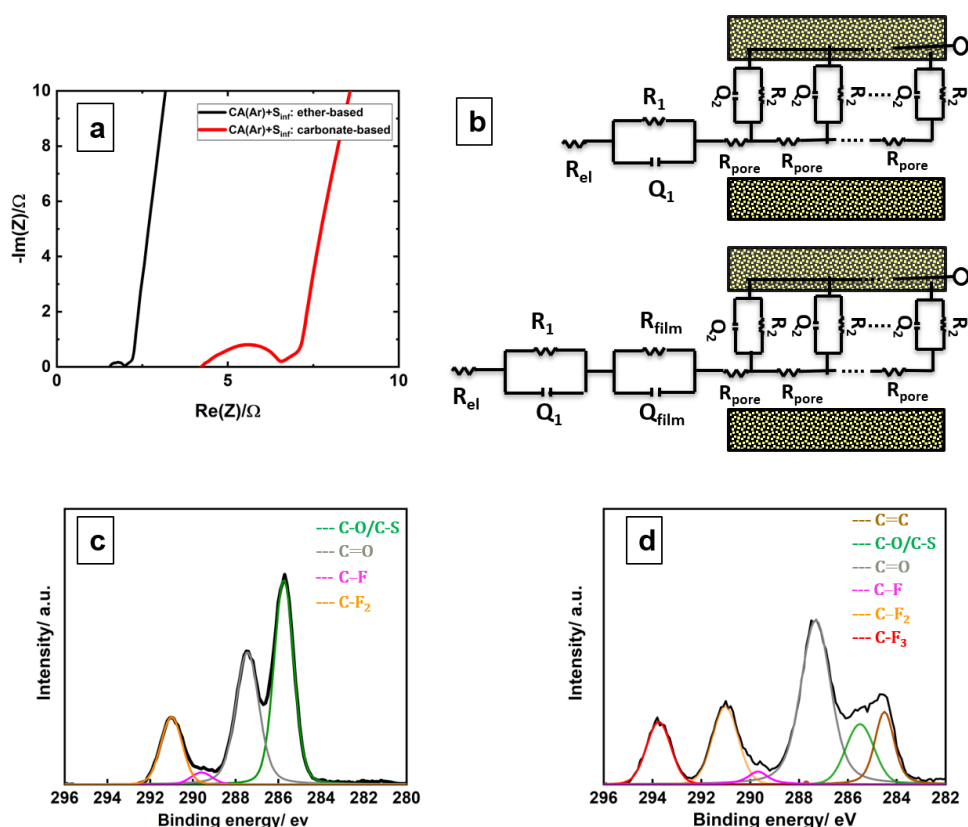 a
CA(Ar)+S_inf: ether-based
CA(Ar)+S_inf: carbonate-based
10
8
6
4
2
0
0
5
10
-Im(Z)/Ω
Re(Z)/Ω
b
Q2 R2 Q2 R2 Q2 R2
R1
Rel
Q1
Rpore Rpore Rpore
Q2 R2 Q2 R2 Q2 R2
R1 Rfilm
Rel
Q1 Qfilm
Rpore Rpore Rpore
c
--- C-O/C-S
--- C=O
--- C–F
--- C-F2
Intensity/ a.u.
296 294 292 290 288 286 284 282 280
Binding energy/ ev
d
--- C=C
--- C-O/C-S
--- C=O
--- C–F
--- C–F2
--- C-F3
Intensity/ a.u.
296 294 292 290 288 286 284 282
Binding energy/ eV